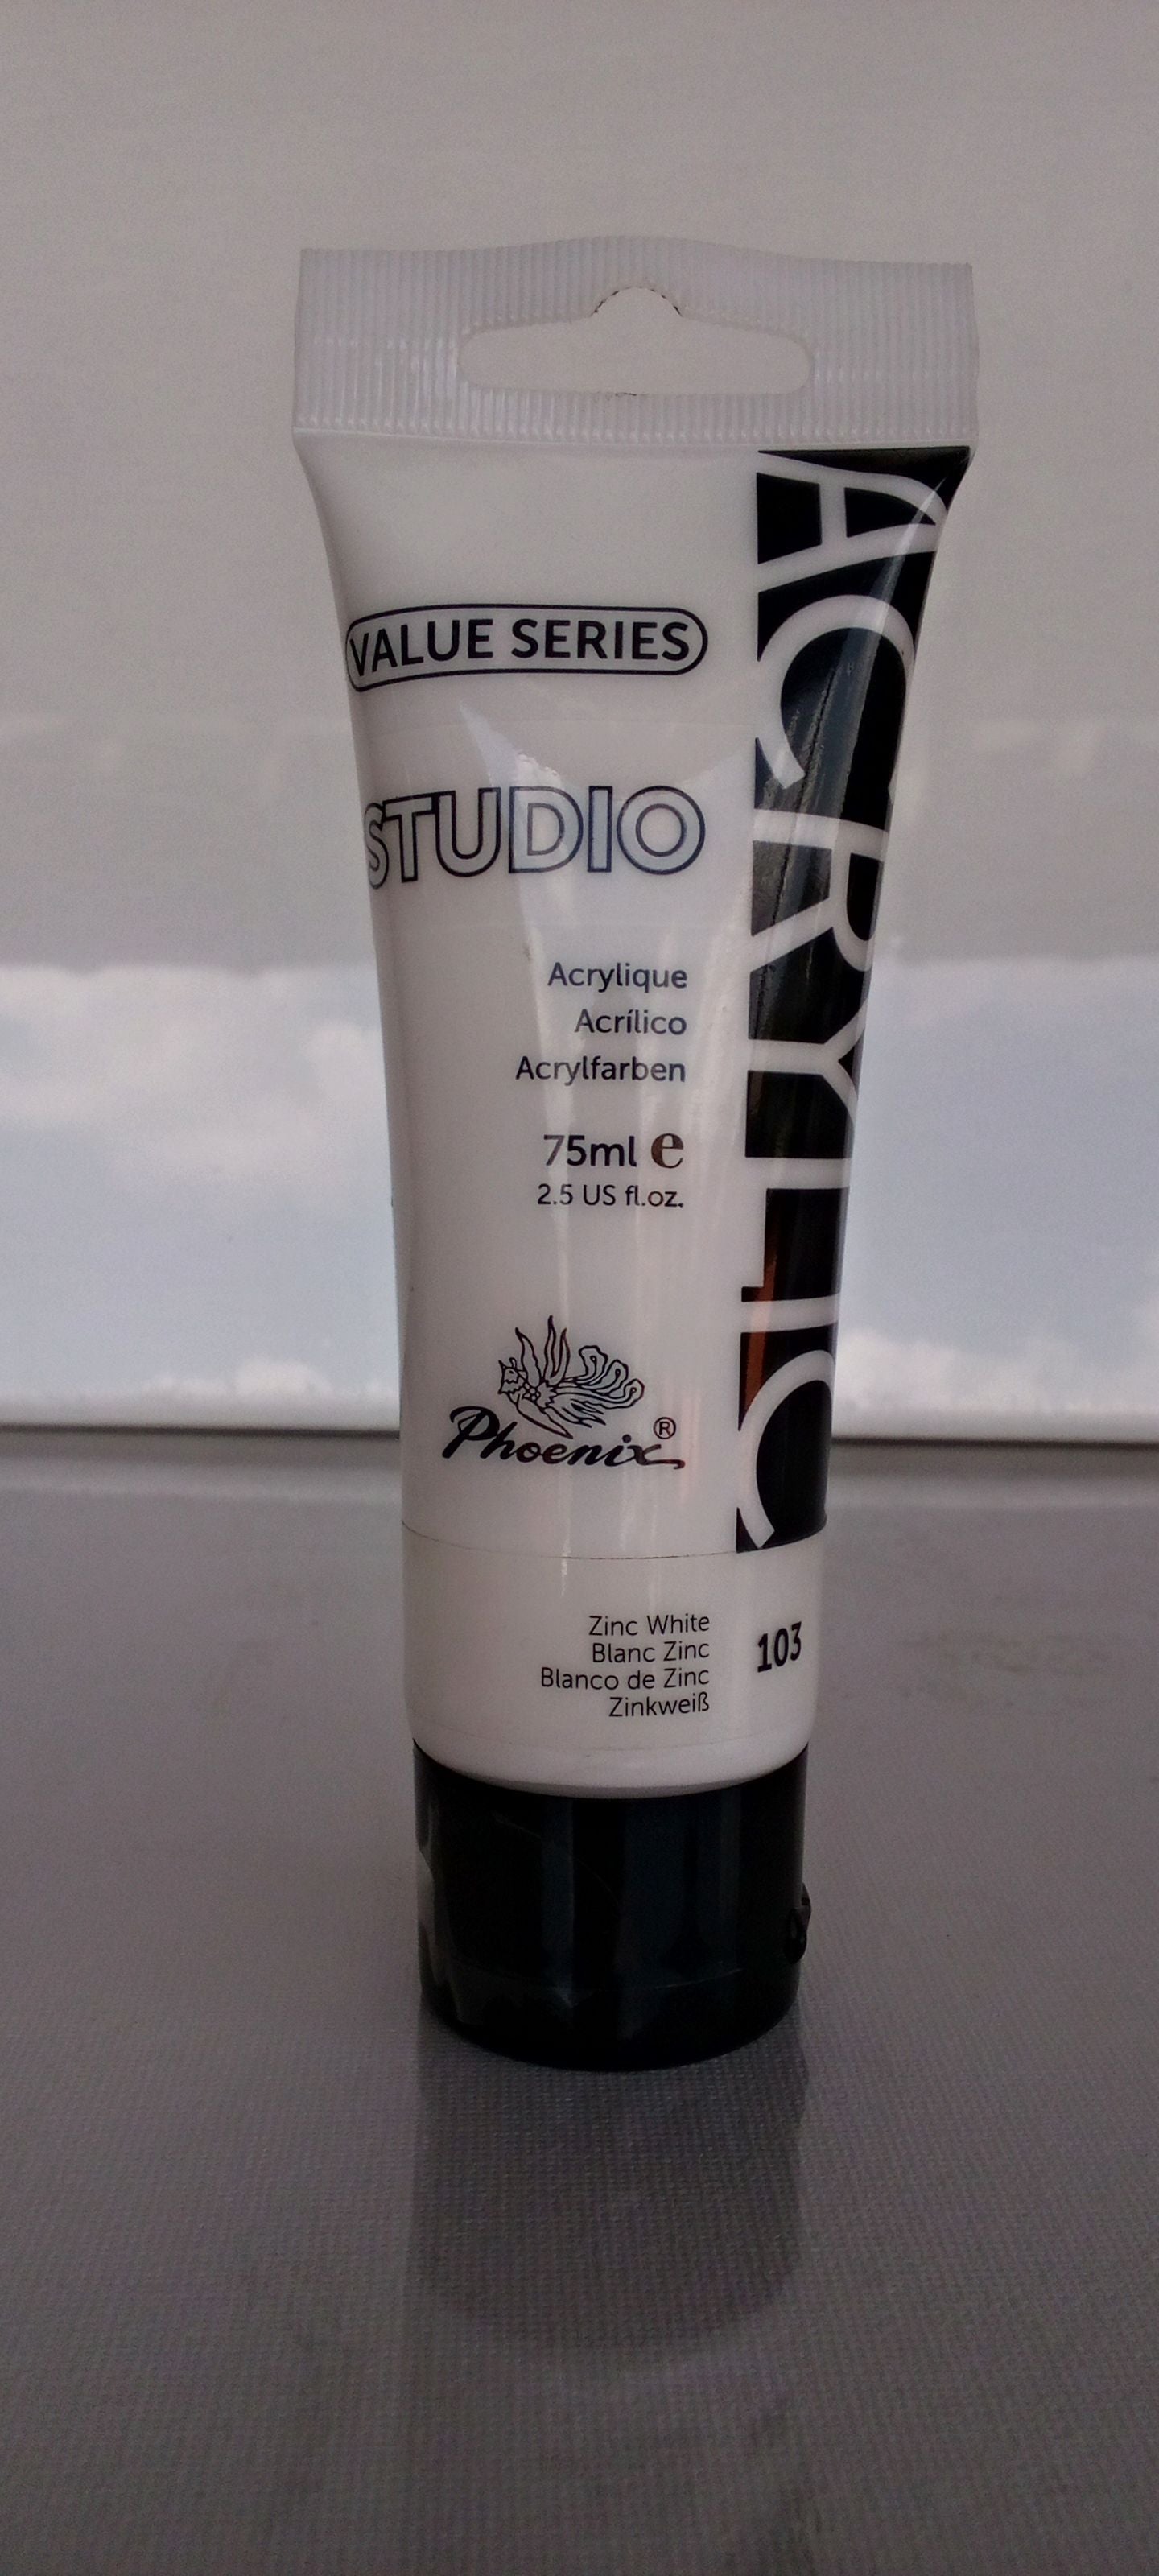 VALUE SERIES
STUDIO
ACRYLIC
Acrylique
Acrílico
Acrylfarben
75ml e
2.5 US fl.oz.
Phoenix®
Zinc White
Blanc Zinc
Blanco de Zinc
Zinkweiß
103